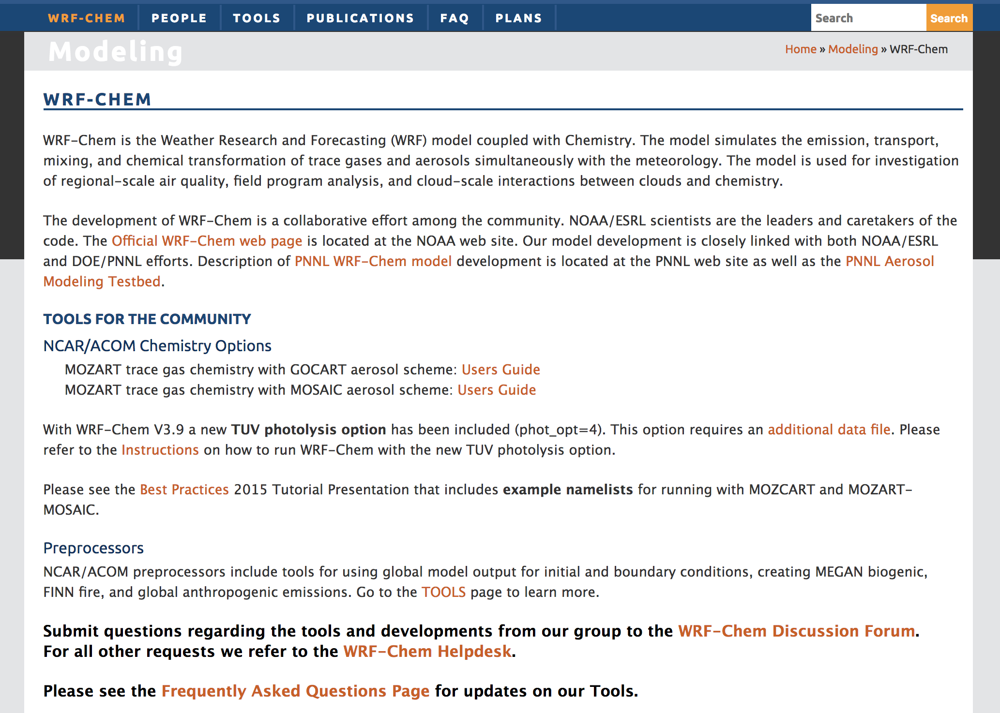 WRF-CHEM PEOPLE TOOLS PUBLICATIONS FAQ PLANS Search Search
Modeling Home » Modeling » WRF-Chem
WRF-CHEM
WRF-Chem is the Weather Research and Forecasting (WRF) model coupled with Chemistry. The model simulates the emission, transport,
mixing, and chemical transformation of trace gases and aerosols simultaneously with the meteorology. The model is used for investigation
of regional-scale air quality, field program analysis, and cloud-scale interactions between clouds and chemistry.
The development of WRF-Chem is a collaborative effort among the community. NOAA/ESRL scientists are the leaders and caretakers of the
code. The Official WRF-Chem web page is located at the NOAA web site. Our model development is closely linked with both NOAA/ESRL
and DOE/PNNL efforts. Description of PNNL WRF-Chem model development is located at the PNNL web site as well as the PNNL Aerosol
Modeling Testbed.
TOOLS FOR THE COMMUNITY
NCAR/ACOM Chemistry Options
MOZART trace gas chemistry with GOCART aerosol scheme: Users Guide
MOZART trace gas chemistry with MOSAIC aerosol scheme: Users Guide
With WRF-Chem V3.9 a new TUV photolysis option has been included (phot_opt=4). This option requires an additional data file. Please
refer to the Instructions on how to run WRF-Chem with the new TUV photolysis option.
Please see the Best Practices 2015 Tutorial Presentation that includes example namelists for running with MOZCART and MOZART-
MOSAIC.
Preprocessors
NCAR/ACOM preprocessors include tools for using global model output for initial and boundary conditions, creating MEGAN biogenic,
FINN fire, and global anthropogenic emissions. Go to the TOOLS page to learn more.
Submit questions regarding the tools and developments from our group to the WRF-Chem Discussion Forum.
For all other requests we refer to the WRF-Chem Helpdesk.
Please see the Frequently Asked Questions Page for updates on our Tools.